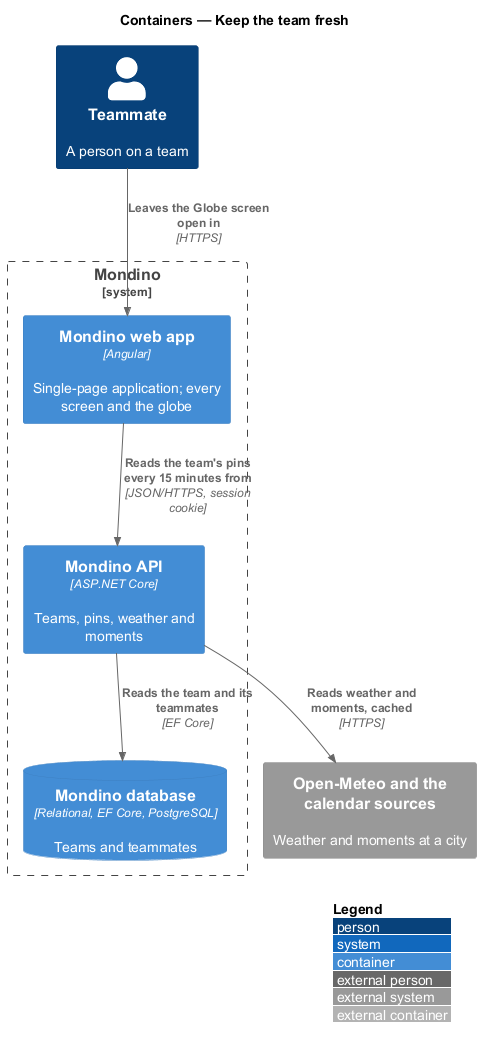 Containers — Keep the team fresh
Teammate
A person on a team
Leaves the Globe screen
open in
[HTTPS]
Mondino
[system]
Mondino web app
[Angular]
Single-page application; every
screen and the globe
Reads the team's pins
every 15 minutes from
[JSON/HTTPS, session
cookie]
Mondino API
[ASP.NET Core]
Teams, pins, weather and
moments
Reads the team and its
teammates
[EF Core]
Reads weather and
moments, cached
[HTTPS]
Mondino database
[Relational, EF Core, PostgreSQL]
Teams and teammates
Open-Meteo and the
calendar sources
Weather and moments at a city
Legend
person
system
container
external person
external system
external container